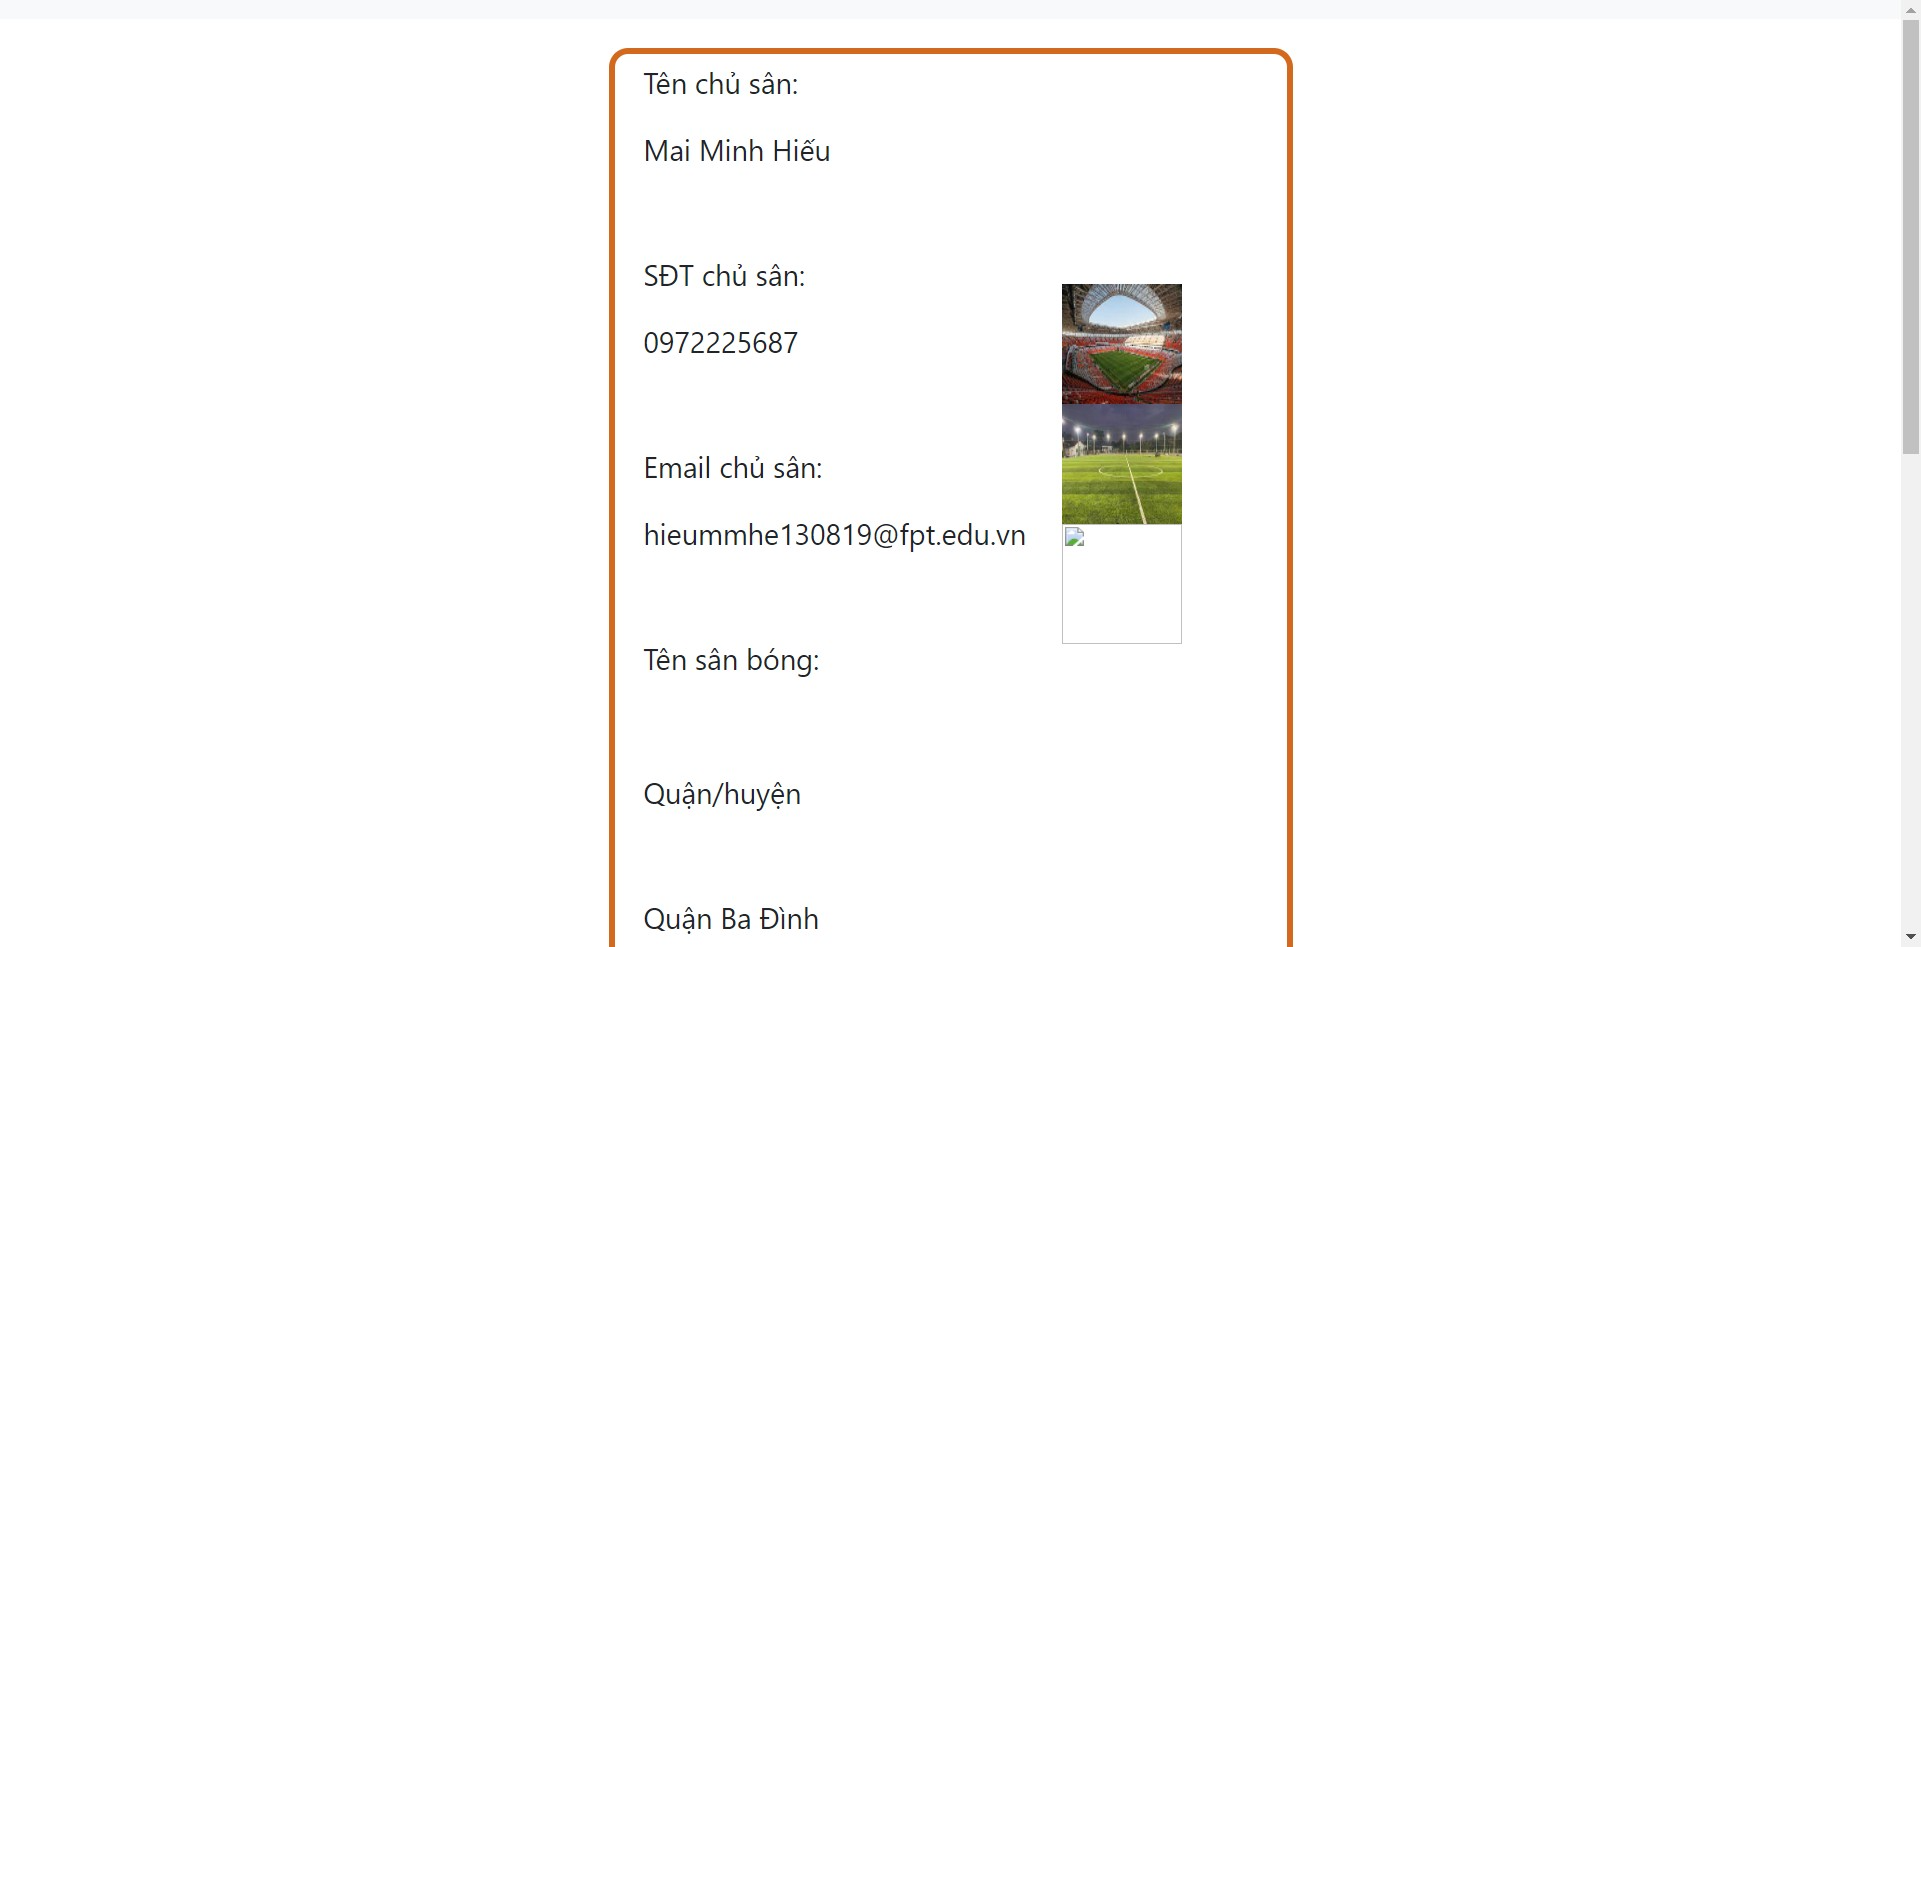 Tên chủ sân:
Mai Minh Hiếu
SĐT chủ sân:
0972225687
Email chủ sân:
hieummhe130819@fpt.edu.vn
Tên sân bóng:
Quận/huyện
Quận Ba Đình